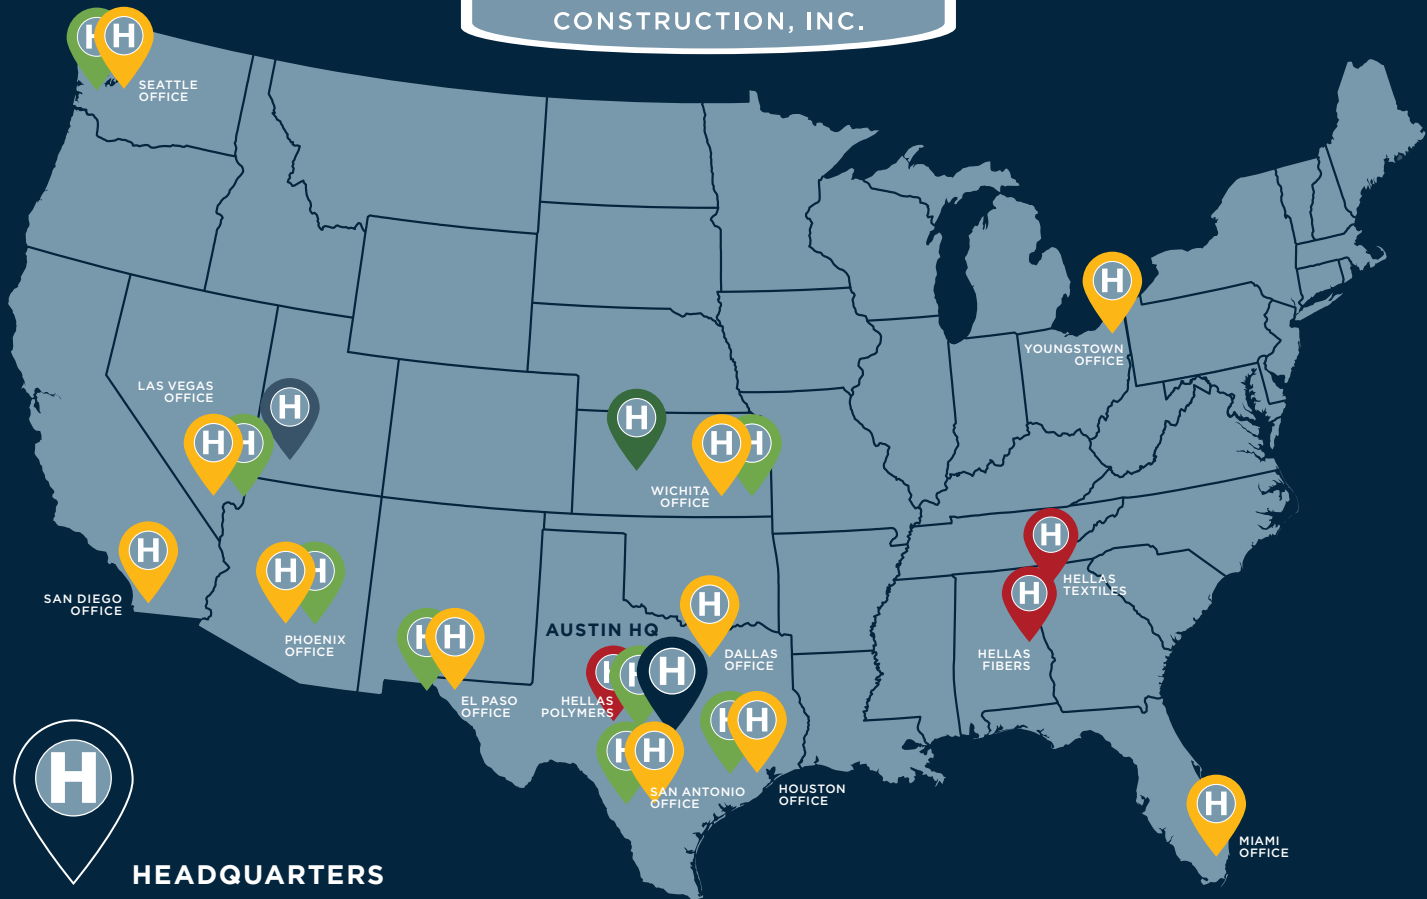 CONSTRUCTION, INC.
H
H
SEATTLE
OFFICE
H
YOUNGSTOWN
OFFICE
LAS VEGAS
OFFICE
H
H
H
H
H
H
WICHITA
OFFICE
H
SAN DIEGO
OFFICE
H
H
PHOENIX
OFFICE
H
HELLAS
TEXTILES
H
HELLAS
FIBERS
H
H
EL PASO
OFFICE
H
DALLAS
OFFICE
AUSTIN HQ
H
H
H
HELLAS
POLYMERS
H
H
SAN ANTONIO
OFFICE
H
H
HOUSTON
OFFICE
H
MIAMI
OFFICE
H
HEADQUARTERS